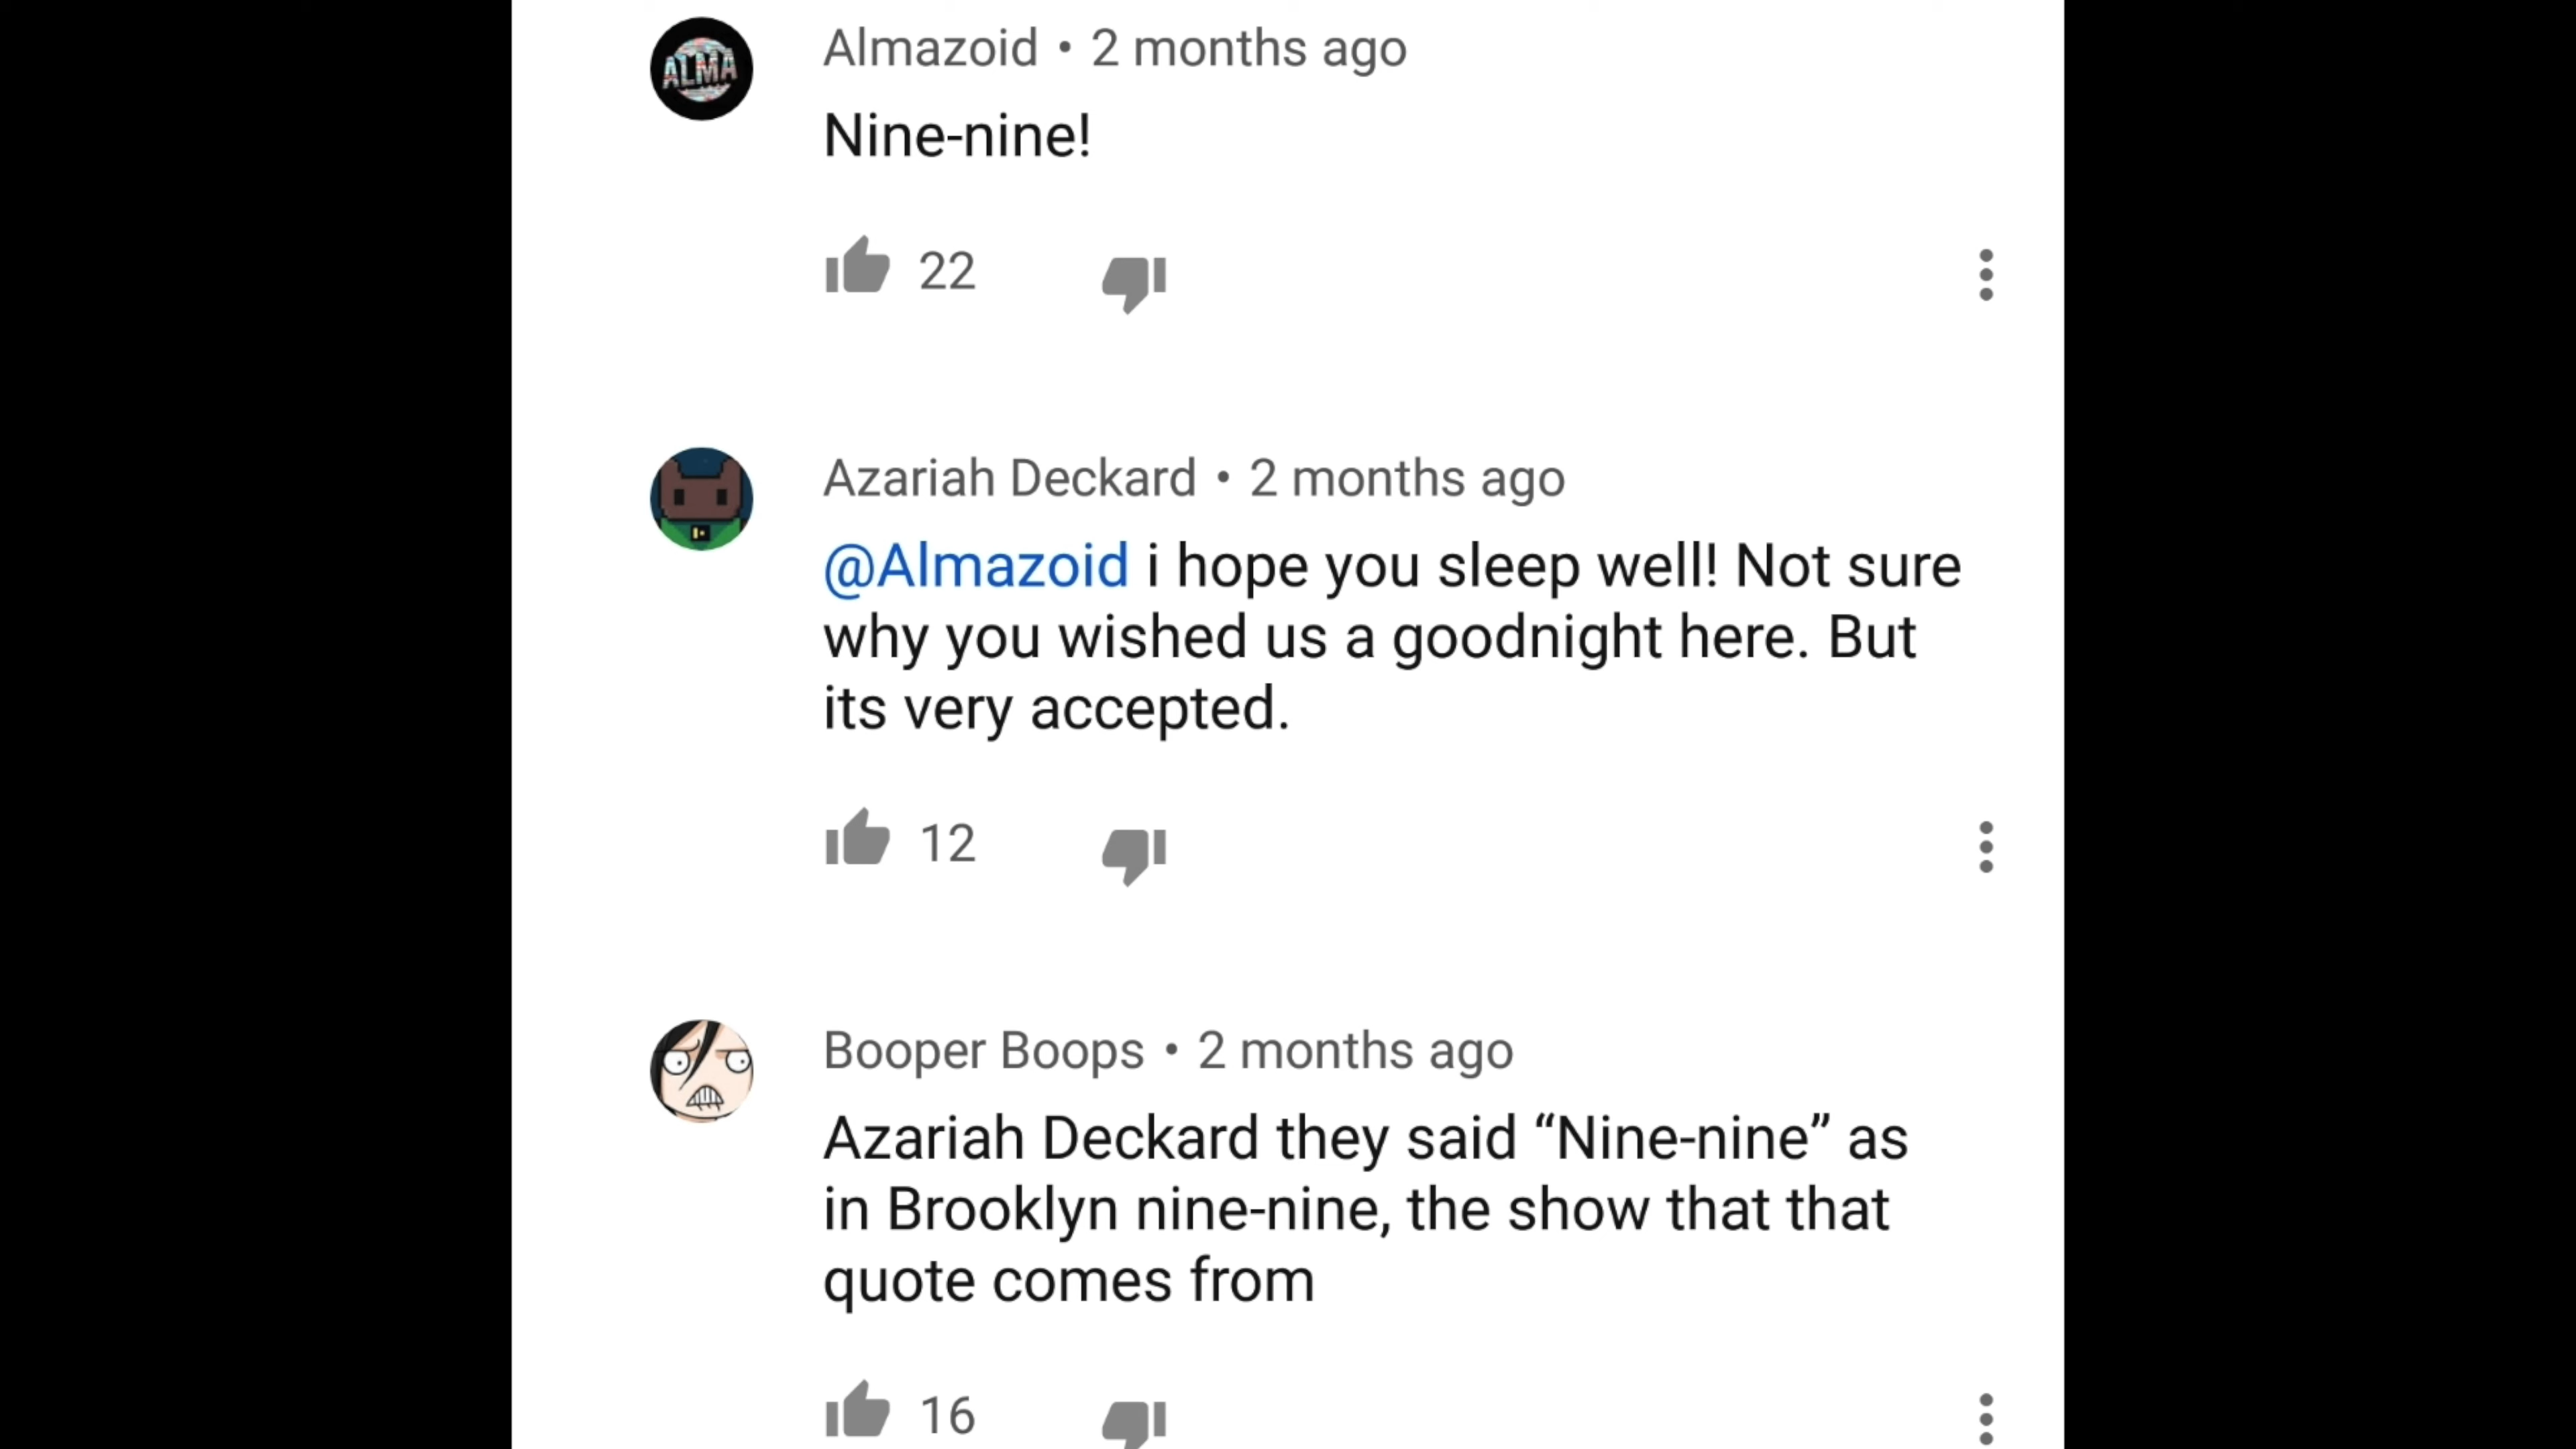 ALMA
Almazoid • 2 months ago
Nine-nine!
22
Azariah Deckard • 2 months ago
@Almazoid i hope you sleep well! Not sure
why you wished us a goodnight here. But
its very accepted.
12
Booper Boops • 2 months ago
Azariah Deckard they said “Nine-nine” as
in Brooklyn nine-nine, the show that that
quote comes from
16